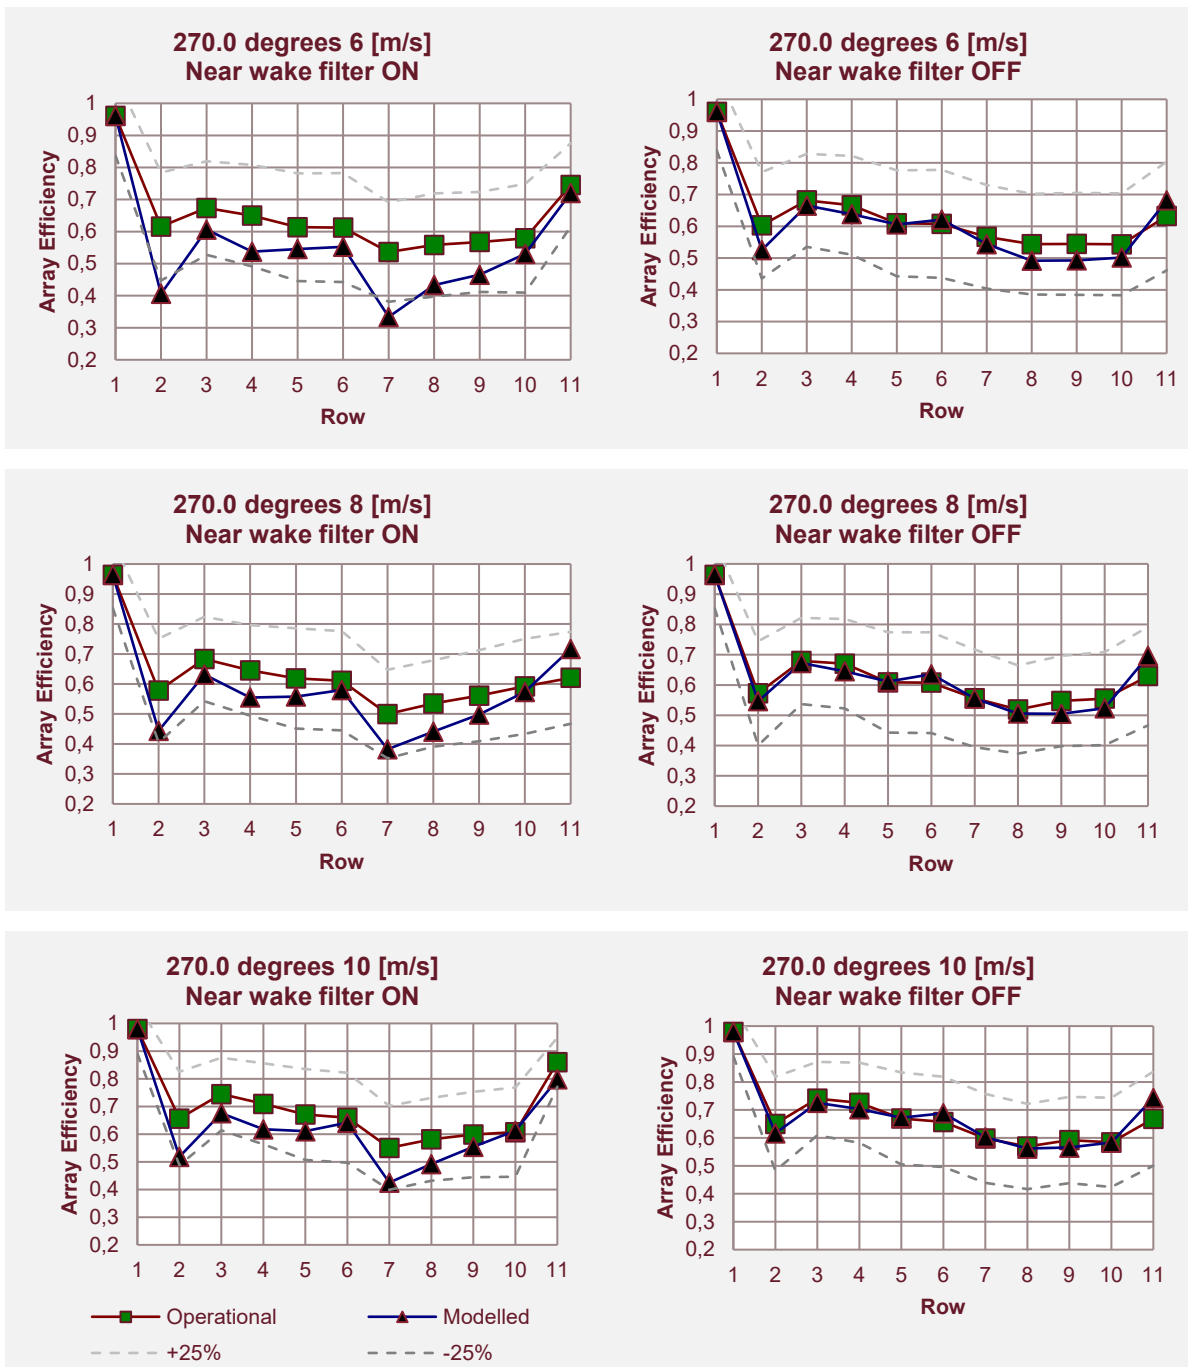 270.0 degrees 6 [m/s]
Near wake filter ON
1
0,9
0,8
0,7
0,6
0,5
0,4
0,3
0,2
Array Efficiency
1 2 3 4 5 6 7 8 9 10 11
Row
270.0 degrees 6 [m/s]
Near wake filter OFF
1
0,9
0,8
0,7
0,6
0,5
0,4
0,3
0,2
Array Efficiency
1 2 3 4 5 6 7 8 9 10 11
Row
270.0 degrees 8 [m/s]
Near wake filter ON
1
0,9
0,8
0,7
0,6
0,5
0,4
0,3
0,2
Array Efficiency
1 2 3 4 5 6 7 8 9 10 11
Row
270.0 degrees 8 [m/s]
Near wake filter OFF
1
0,9
0,8
0,7
0,6
0,5
0,4
0,3
0,2
Array Efficiency
1 2 3 4 5 6 7 8 9 10 11
Row
270.0 degrees 10 [m/s]
Near wake filter ON
1
0,9
0,8
0,7
0,6
0,5
0,4
0,3
0,2
Array Efficiency
1 2 3 4 5 6 7 8 9 10 11
Operational Modelled
+25% -25%
270.0 degrees 10 [m/s]
Near wake filter OFF
1
0,9
0,8
0,7
0,6
0,5
0,4
0,3
0,2
Array Efficiency
1 2 3 4 5 6 7 8 9 10 11
Row